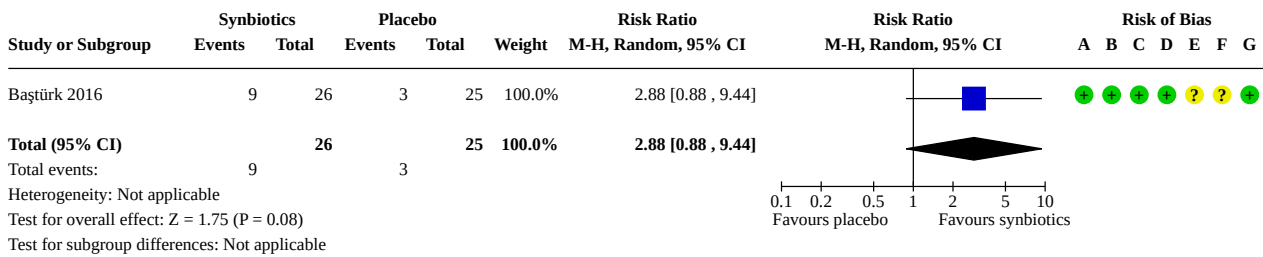 Synbiotics Placebo Risk Ratio Risk Ratio Risk of Bias
Study or Subgroup Events Total Events Total Weight M-H, Random, 95% CI M-H, Random, 95% CI A B C D E F G
Baştürk 2016 9 26 3 25 100.0% 2.88 [0.88 , 9.44] + + + + ? ? +
Total (95% CI) 26 25 100.0% 2.88 [0.88 , 9.44]
Total events: 9 3
Heterogeneity: Not applicable
0.1 0.2 0.5 1 2 5 10
Test for overall effect: Z = 1.75 (P = 0.08)
Favours placebo Favours synbiotics
Test for subgroup differences: Not applicable